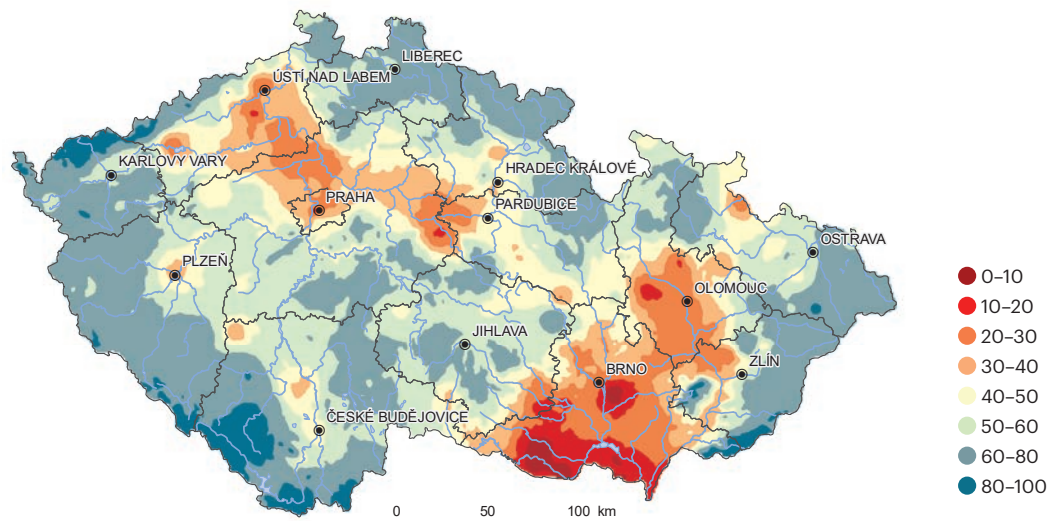 LIBEREC
ÚSTÍ NAD LABEM
KARLOVY VARY
HRADEC KRÁLOVÉ
PRAHA
PARDUBICE
OSTRAVA
PLZEŇ
OLOMOUC
JIHLAVA
ZLÍN
BRNO
ČESKÉ BUDĚJOVICE
0–10
10–20
20–30
30–40
40–50
50–60
60–80
80–100
0 50 100 km